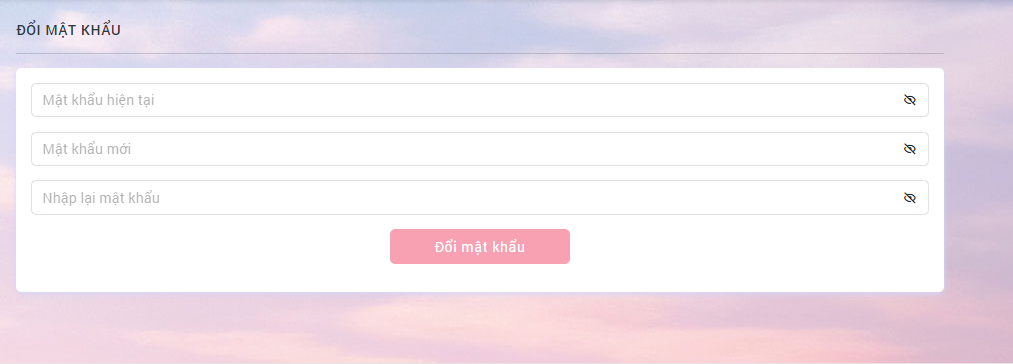 ĐỔI MẬT KHẨU
Mật khẩu hiện tại
Mật khẩu mới
Nhập lại mật khẩu
Đổi mật khẩu